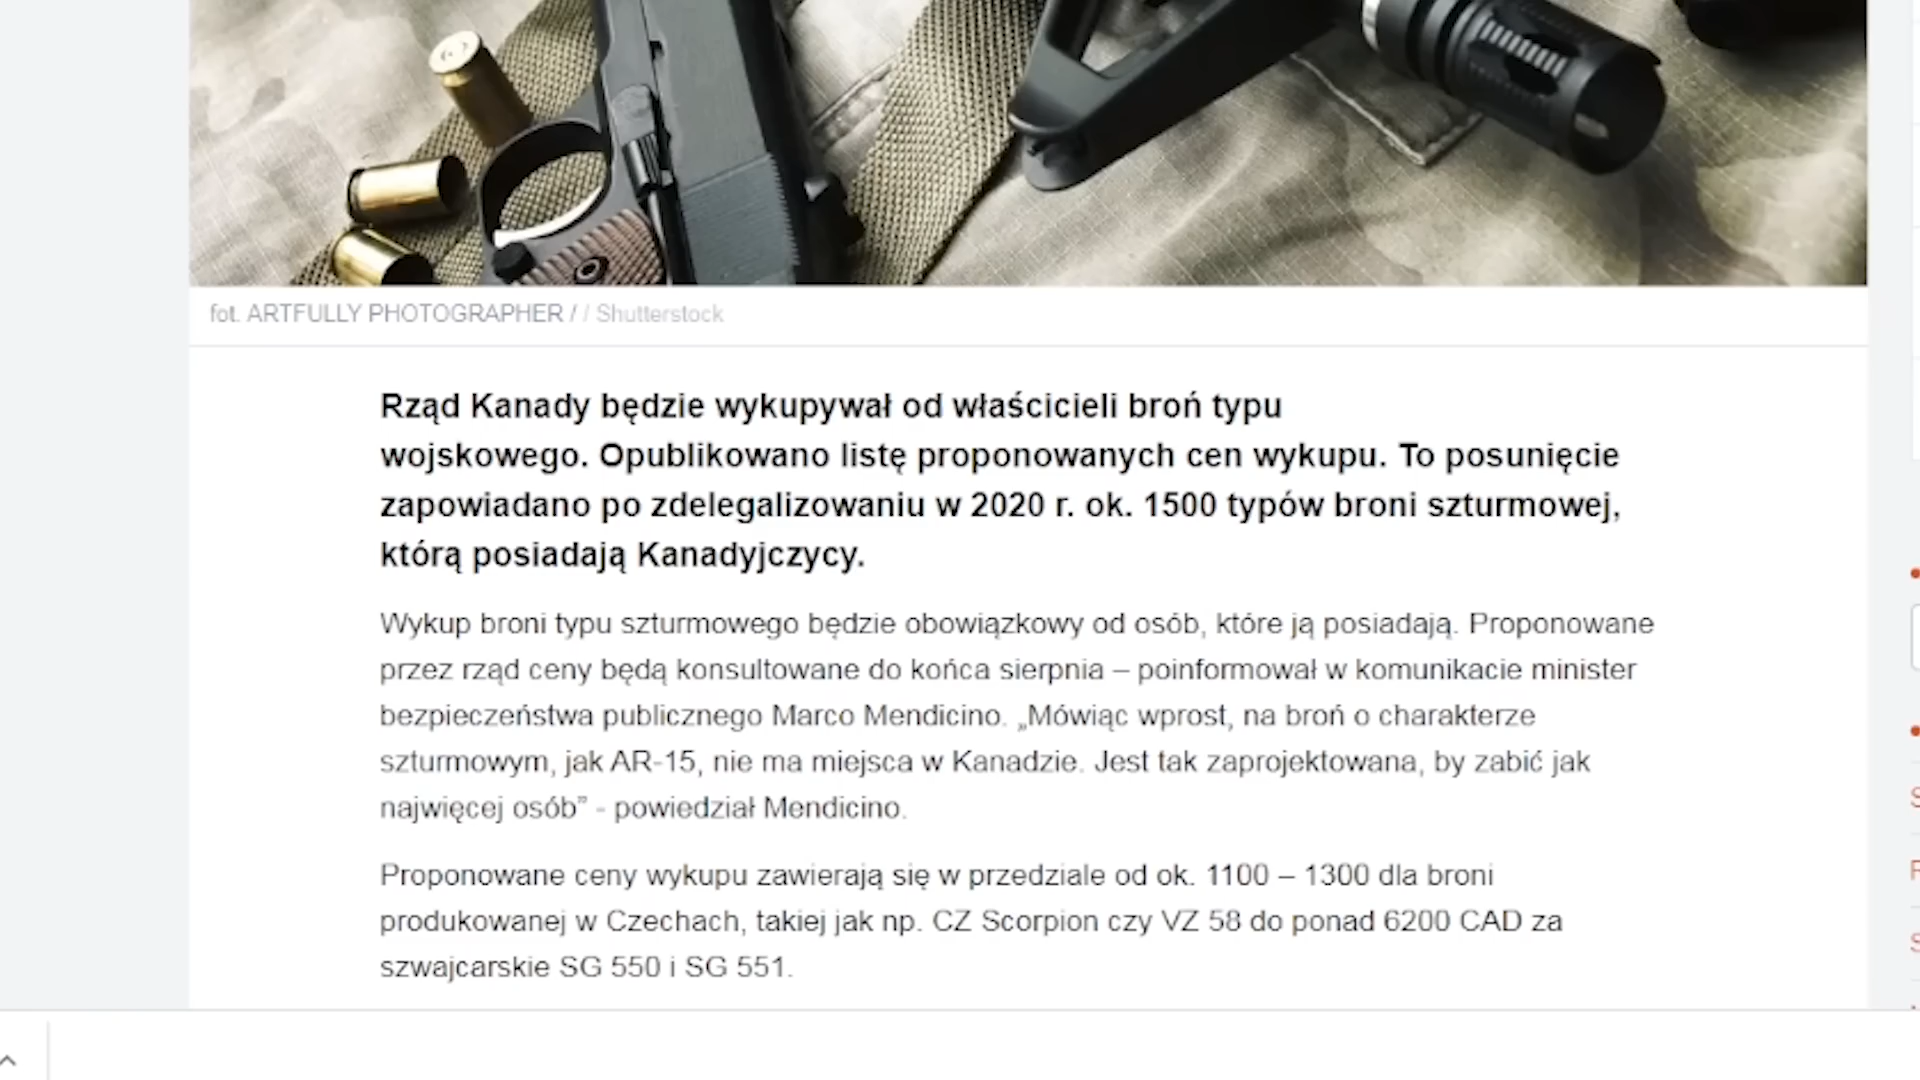 fot. ARTFULLY PHOTOGRAPHER / / Shutterstock
Rząd Kanady będzie wykupywał od właścicieli broń typu
wojskowego. Opublikowano listę proponowanych cen wykupu. To posunięcie
zapowiadano po zdelegalizowaniu w 2020 r. ok. 1500 typów broni szturmowej,
którą posiadają Kanadyjczycy.
Wykup broni typu szturmowego będzie obowiązkowy od osób, które ją posiadają. Proponowane
przez rząd ceny będą konsultowane do końca sierpnia – poinformował w komunikacie minister
bezpieczeństwa publicznego Marco Mendicino. „Mówiąc wprost, na broń o charakterze
szturmowym, jak AR-15, nie ma miejsca w Kanadzie. Jest tak zaprojektowana, by zabić jak
najwięcej osób” - powiedział Mendicino.
Proponowane ceny wykupu zawierają się w przedziale od ok. 1100 – 1300 dla broni
produkowanej w Czechach, takiej jak np. CZ Scorpion czy VZ 58 do ponad 6200 CAD za
szwajcarskie SG 550 i SG 551.